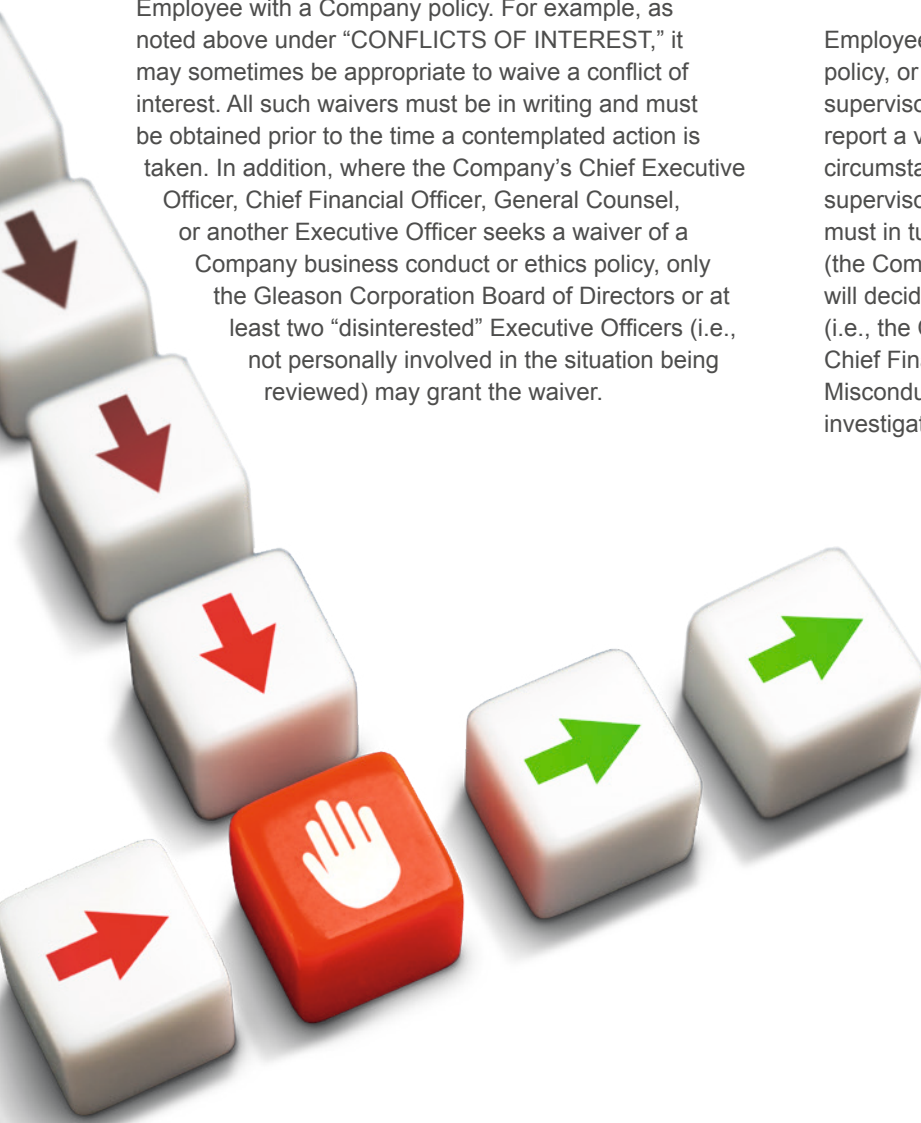 Employee with a Company policy. For example, as
noted above under “CONFLICTS OF INTEREST,” it
may sometimes be appropriate to waive a conflict of
interest. All such waivers must be in writing and must
be obtained prior to the time a contemplated action is
taken. In addition, where the Company’s Chief Executive
Officer, Chief Financial Officer, General Counsel,
or another Executive Officer seeks a waiver of a
Company business conduct or ethics policy, only
the Gleason Corporation Board of Directors or at
least two “disinterested” Executive Officers (i.e.,
not personally involved in the situation being
reviewed) may grant the waiver.
Employee
policy, or
superviso
report a v
circumsta
superviso
must in tu
(the Com
will decid
(i.e., the C
Chief Fina
Miscondu
investigat